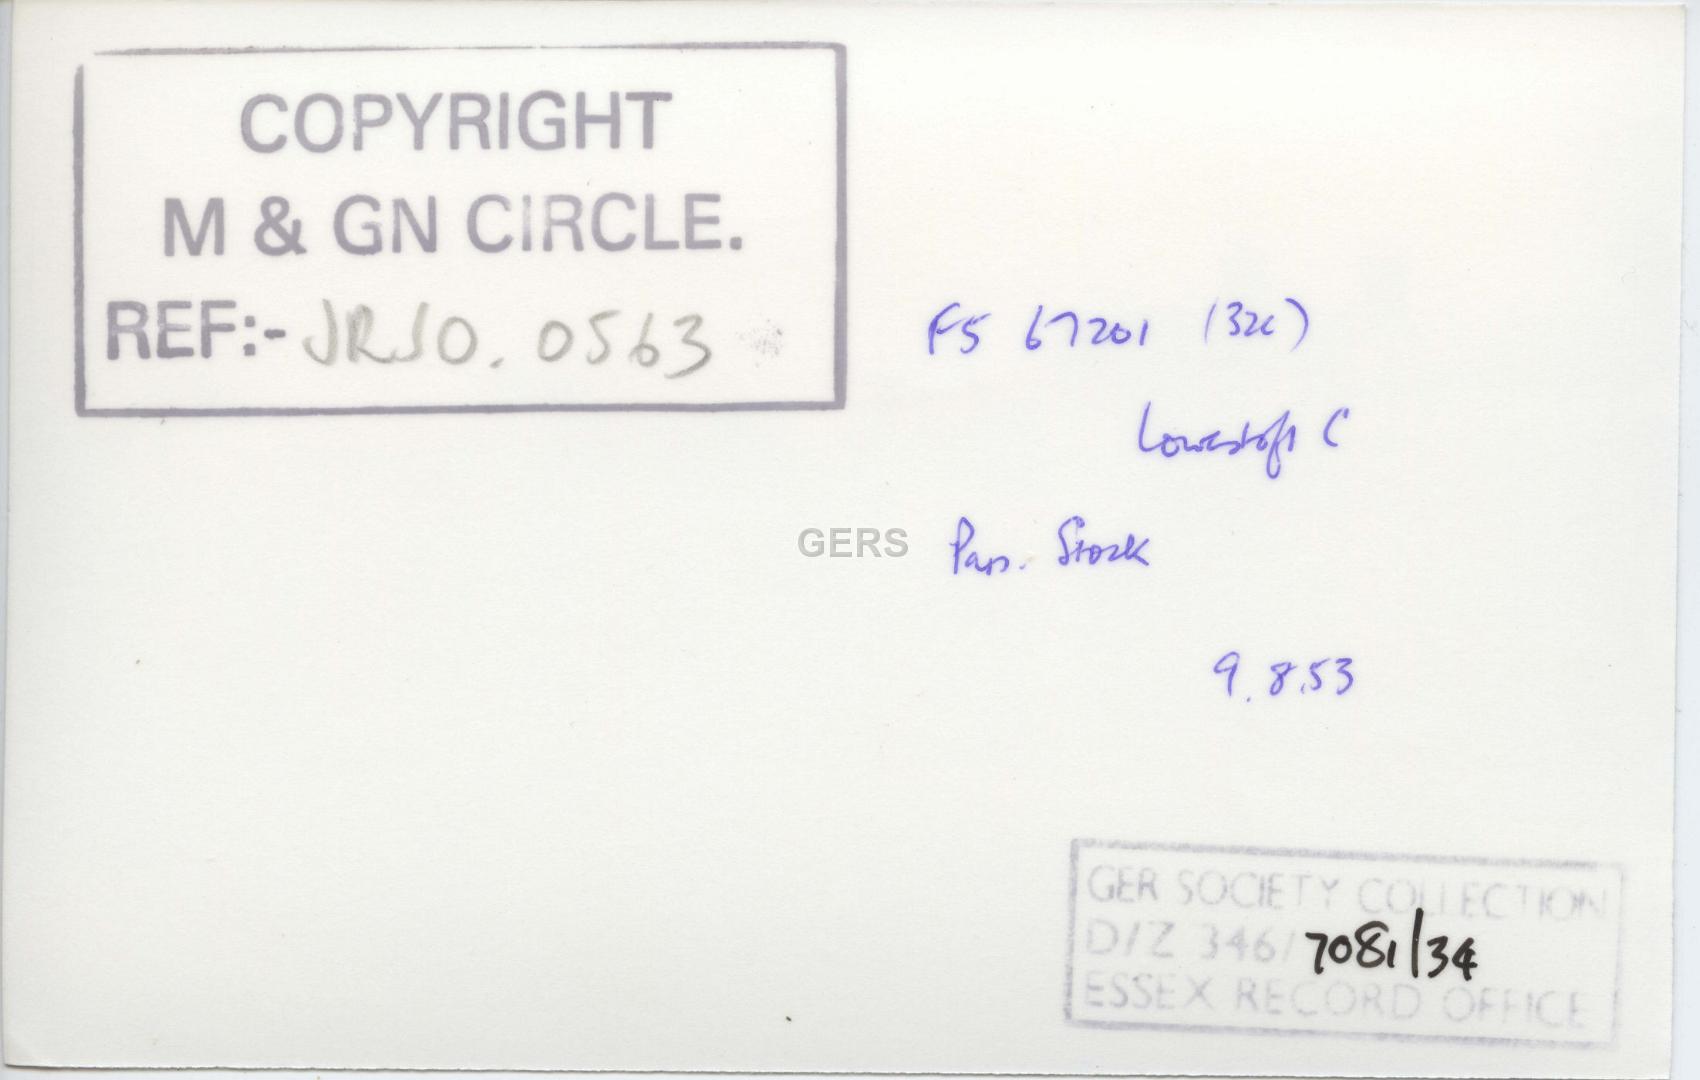 COPYRIGHT
M & GN CIRCLE.
REF:- JRJO. 0563
F5 67201 (32c)
Lowestoft C
GERS
Pass. Stock
9.8.53
GER SOCIETY COLLECTION
D/Z 346/7081/34
ESSEX RECORD OFFICE